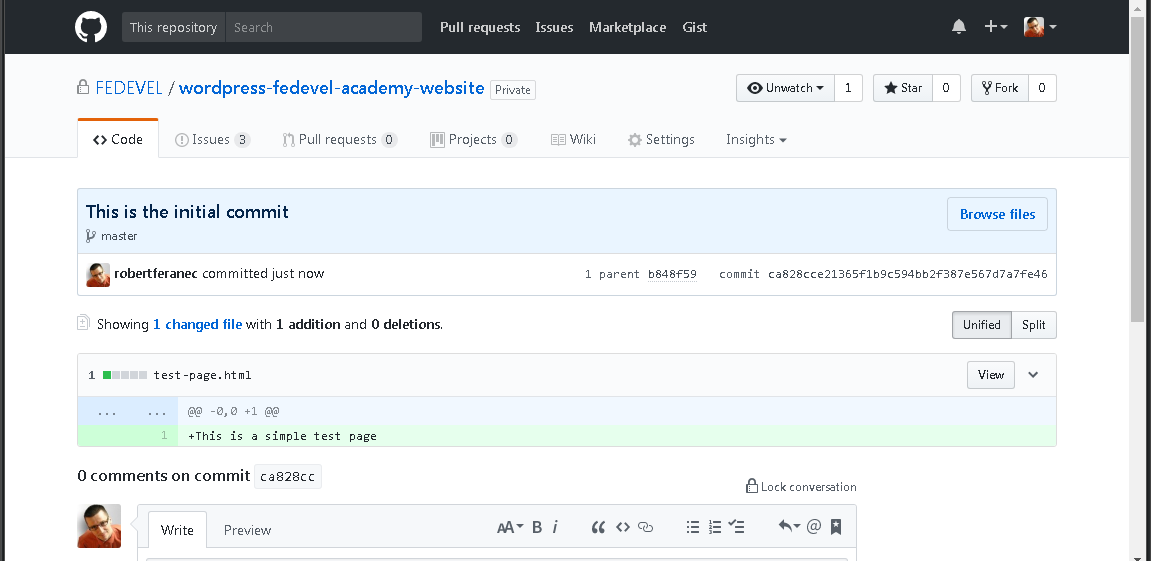 This repository Search Pull requests Issues Marketplace Gist
FEDEVEL / wordpress-fedevel-academy-website Private Unwatch 1 Star 0 Fork 0
Code Issues 3 Pull requests 0 Projects 0 Wiki Settings Insights
This is the initial commit Browse files
master
robertferanec committed just now 1 parent b848f59 commit ca828cce21365f1b9c594bb2f387e567d7a7fe46
Showing 1 changed file with 1 addition and 0 deletions. Unified Split
1 test-page.html View
... ... @@ -0,0 +1 @@
1 +This is a simple test page
0 comments on commit ca828cc
Lock conversation
Write Preview AA B i @